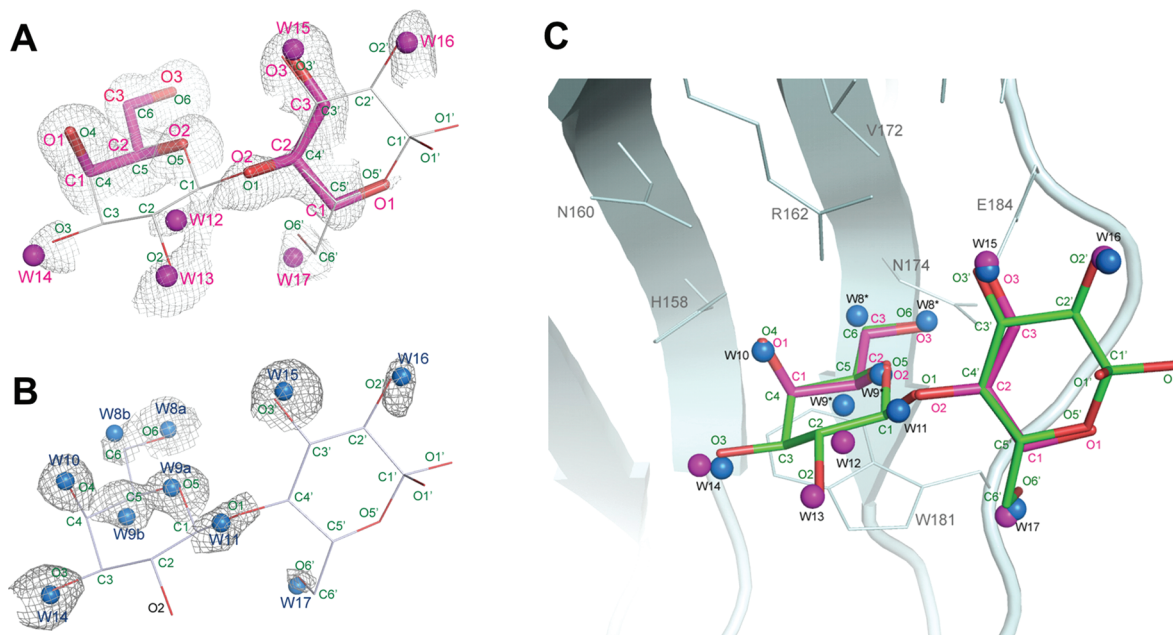 A
W15
W16
O2'
O3
O3'
C3
C3'
C2'
O3
O6
C3
C6
O1
O4
O2
C2
O5
C5
C1
C4
C1
O2
O1
C2
C4'
C1'
O1'
O1'
O5'
C5'
O1
C1
C3
C2
W12
O3
W14
O2
W13
O6'
C6'
W17
B
W15
W16
O2'
O3'
W8b
W8a
O6
C6
C2'
C3'
W10
O4
W9a
O5
C5
C4
W9b
C1
O1
W11
C4'
C1'
O1'
O1'
O5'
C5'
C2
C3
O3
W14
O2
O6'
W17
C6'
C
V172
N160
R162
E184
N174
H158
W15
W16
O3'
O3
O2'
C2'
C3'
C3
W8*
O6
W8*
C3
C6
O3
O4
O1
W10
C5
C2
O5
O2
C1
C4
W9*
W9*
O1
O2
C4'
C2
C1'
O1'
O
O5'
O1
W11
C1
C2
C3
O3
W14
W12
O2
W13
C5'
C1
C6'
O6'
W17
W181